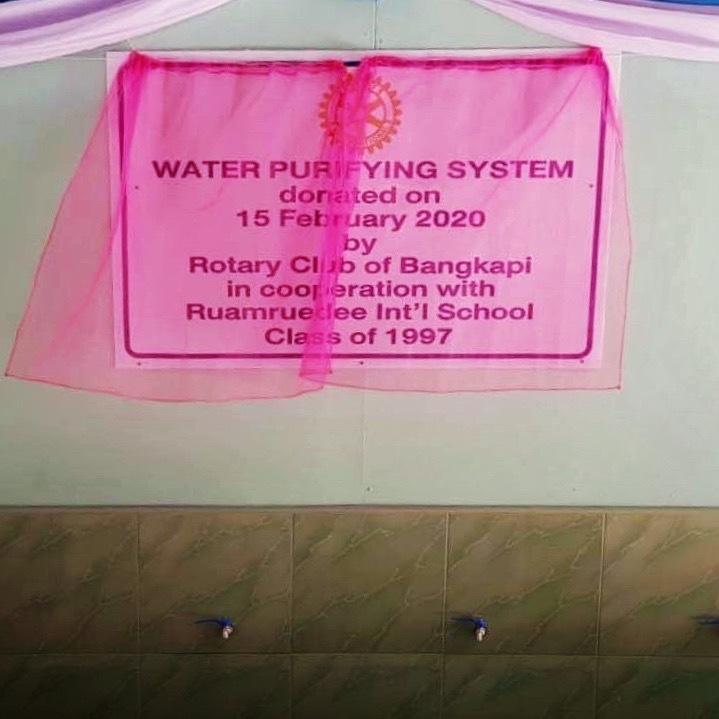 WATER PURIFYING SYSTEM
donated on
15 February 2020
by
Rotary Club of Bangkapi
in cooperation with
Ruamruedee Int'l School
Class of 1997